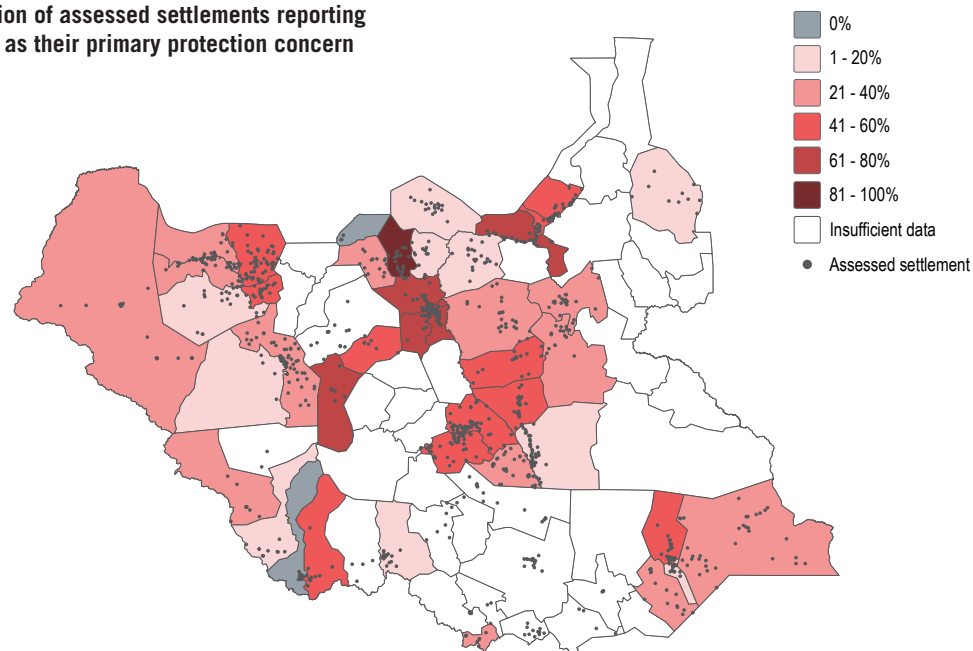 of assessed settlements reporting
as their primary protection concern
0%
1 - 20%
21 - 40%
41 - 60%
61 - 80%
81 - 100%
Insufficient data
Assessed settlement